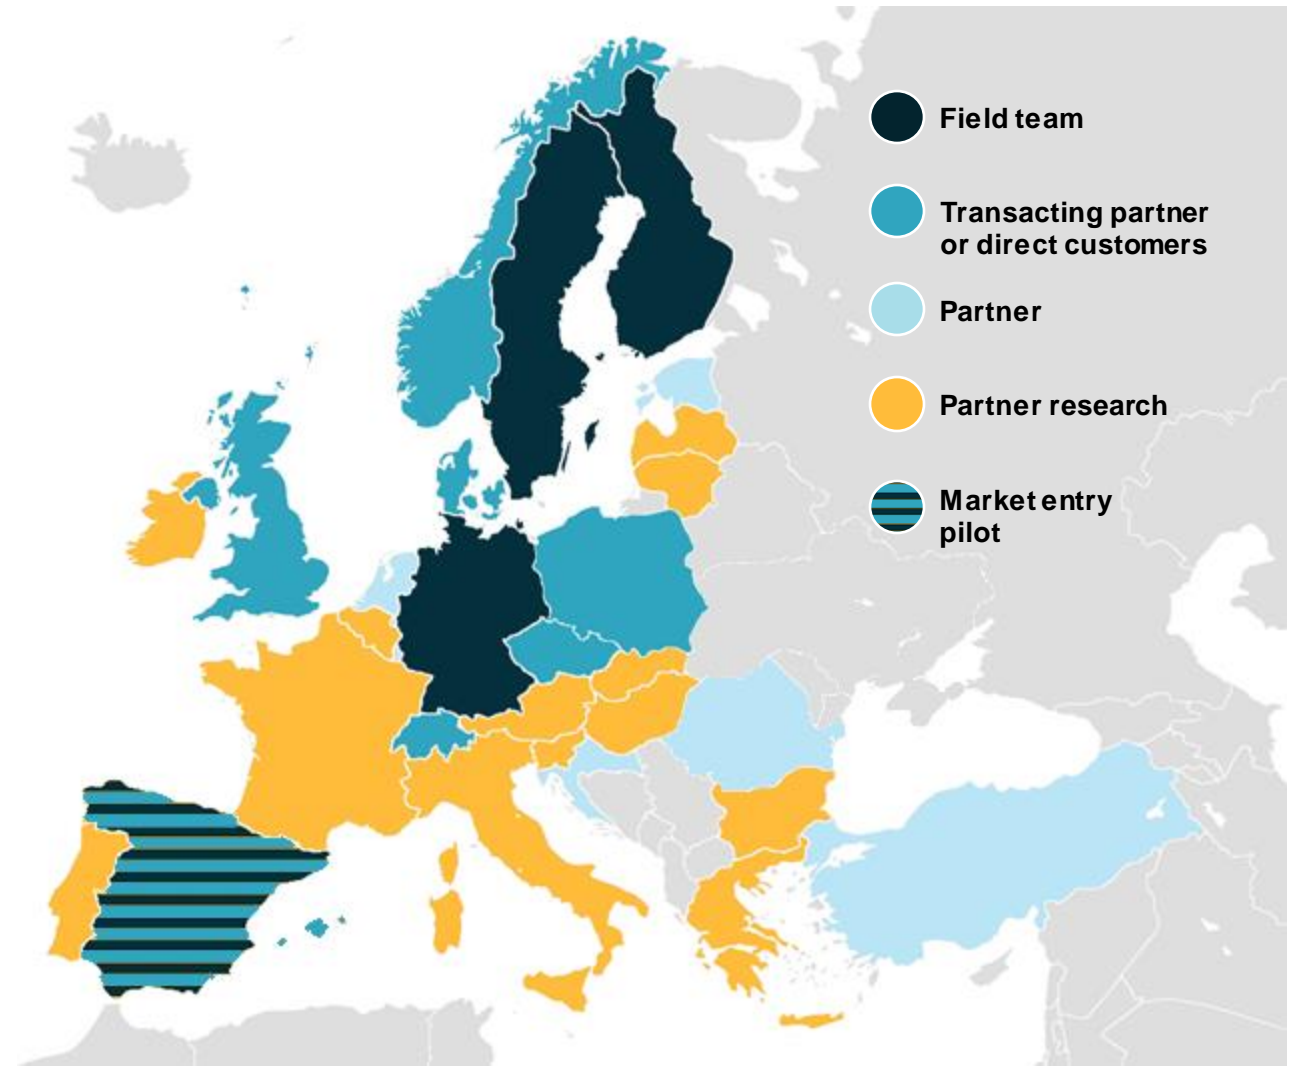 Field team
Transacting partner
or direct customers
Partner
Partner research
Market entry
pilot